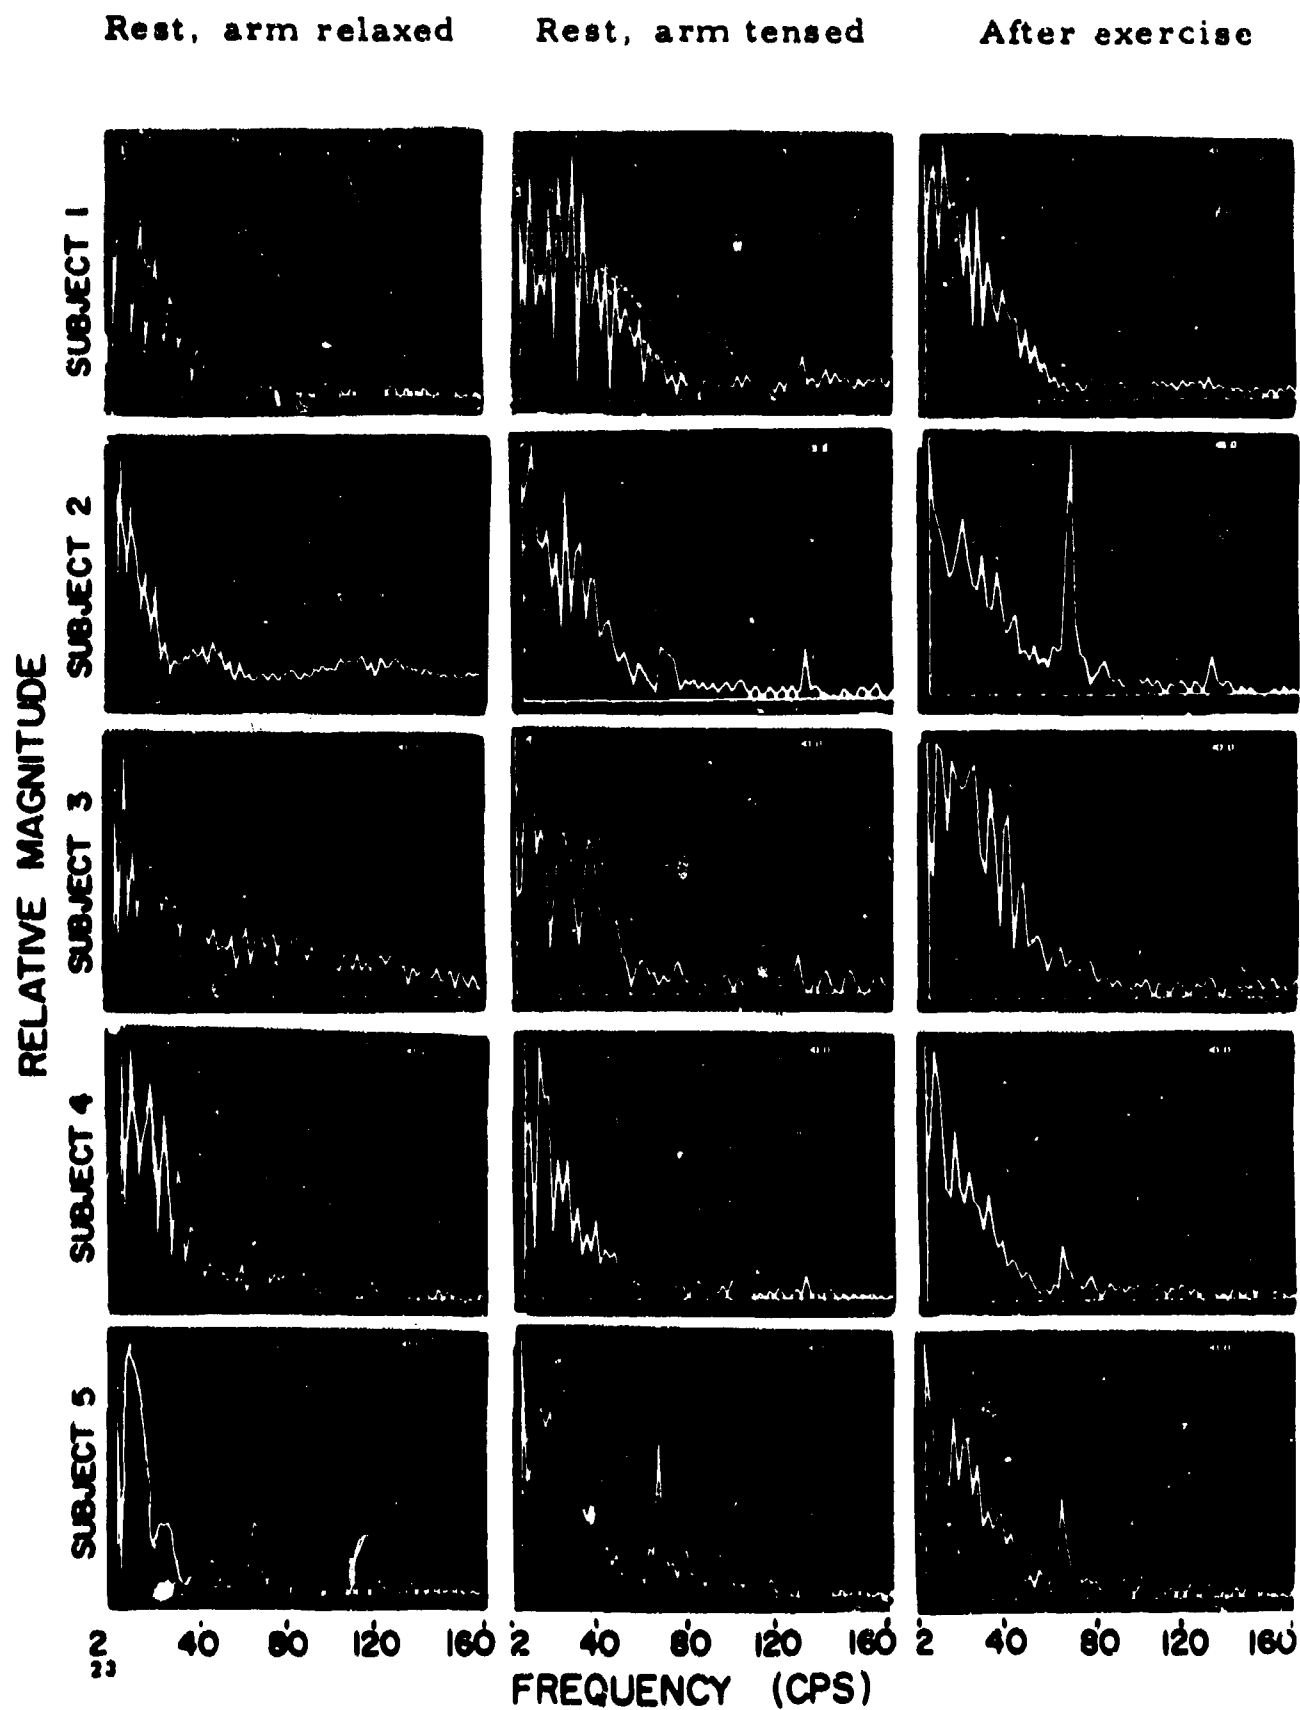 Rest, arm relaxed
Rest, arm tensed
After exercise
RELATIVE MAGNITUDE
SUBJECT 1
SUBJECT 2
SUBJECT 3
SUBJECT 4
SUBJECT 5
2 40 80 120 160
2 40 80 120 160
2 40 80 120 160
23
FREQUENCY (CPS)